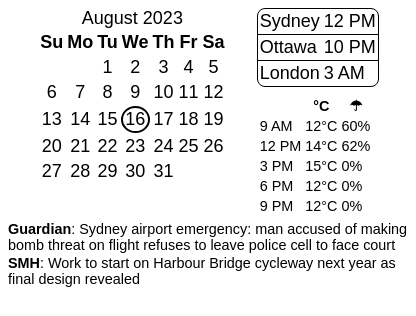 August 2023
Su Mo Tu We Th Fr Sa
1 2 3 4 5
6 7 8 9 10 11 12
13 14 15 16 17 18 19
20 21 22 23 24 25 26
27 28 29 30 31
Sydney 12 PM
Ottawa 10 PM
London 3 AM
°C ☂
9 AM 12°C 60%
12 PM 14°C 62%
3 PM 15°C 0%
6 PM 12°C 0%
9 PM 12°C 0%
Guardian: Sydney airport emergency: man accused of making
bomb threat on flight refuses to leave police cell to face court
SMH: Work to start on Harbour Bridge cycleway next year as
final design revealed